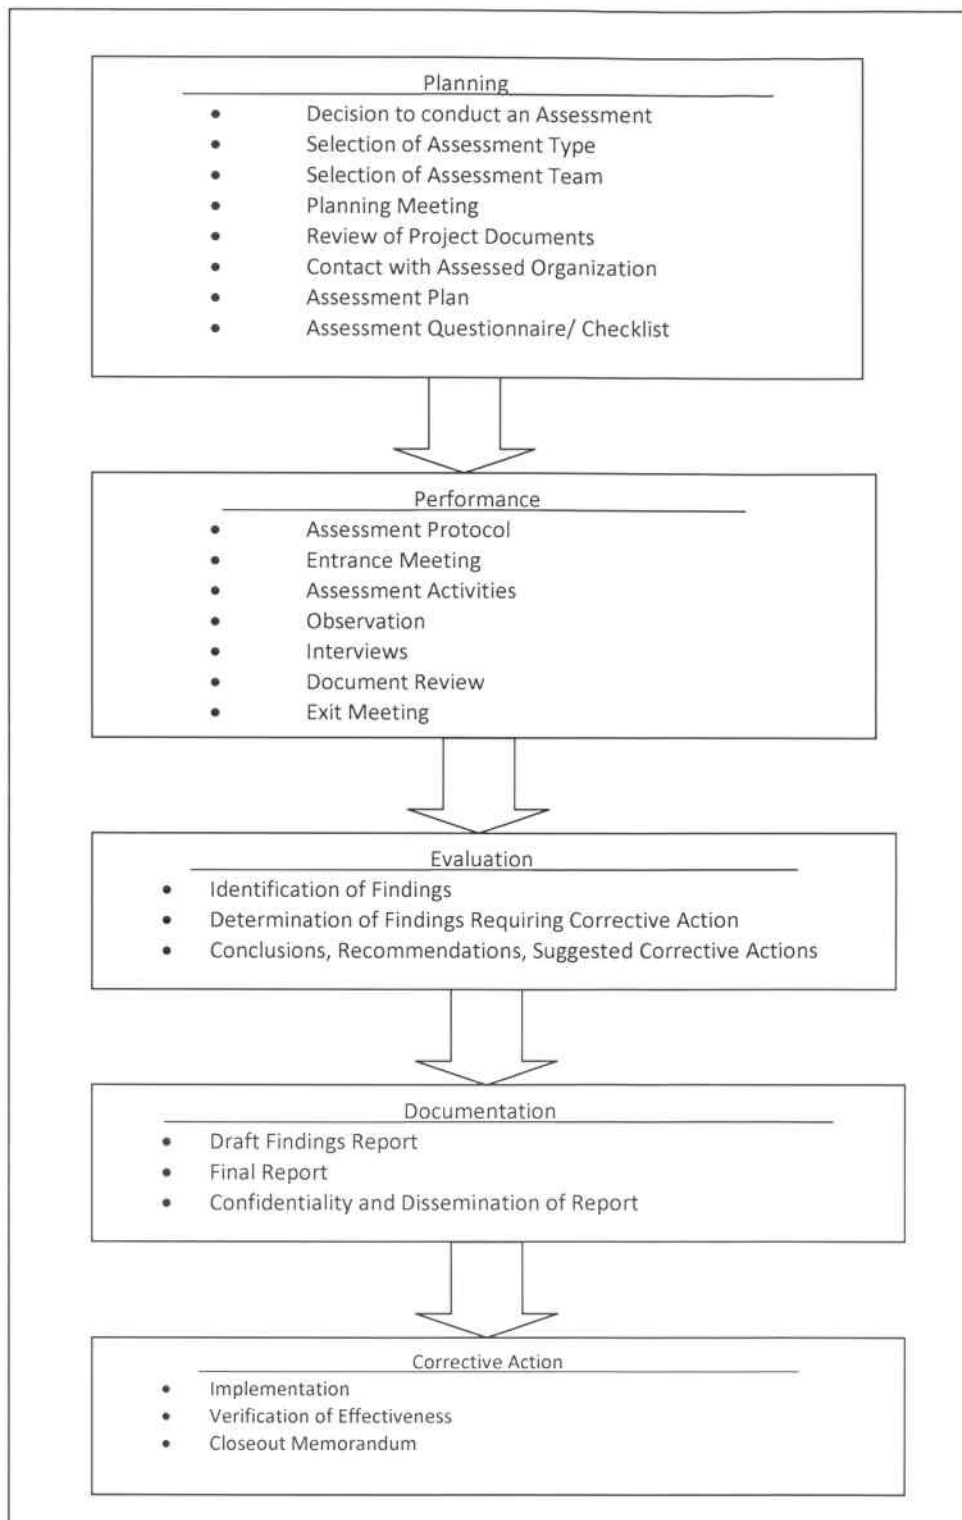 Planning
• Decision to conduct an Assessment
• Selection of Assessment Type
• Selection of Assessment Team
• Planning Meeting
• Review of Project Documents
• Contact with Assessed Organization
• Assessment Plan
• Assessment Questionnaire/ Checklist
Performance
• Assessment Protocol
• Entrance Meeting
• Assessment Activities
• Observation
• Interviews
• Document Review
• Exit Meeting
Evaluation
• Identification of Findings
• Determination of Findings Requiring Corrective Action
• Conclusions, Recommendations, Suggested Corrective Actions
Documentation
• Draft Findings Report
• Final Report
• Confidentiality and Dissemination of Report
Corrective Action
• Implementation
• Verification of Effectiveness
• Closeout Memorandum